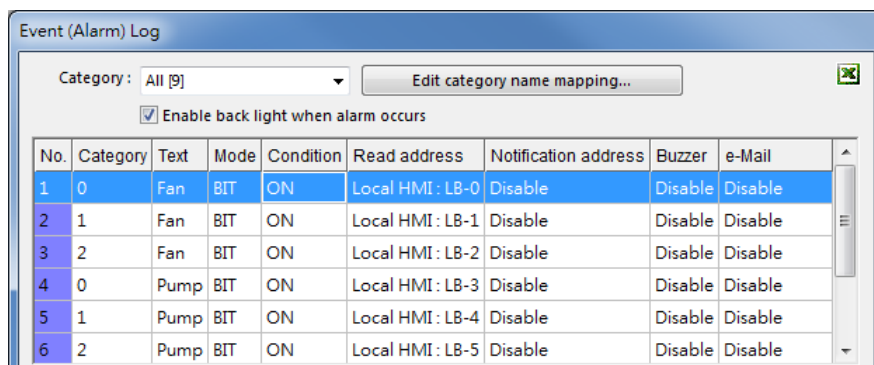 Event (Alarm) Log
Category : All [9] Edit category name mapping...
Enable back light when alarm occurs
No. Category Text Mode Condition Read address Notification address Buzzer e-Mail
1 0 Fan BIT ON Local HMI : LB-0 Disable Disable Disable
2 1 Fan BIT ON Local HMI : LB-1 Disable Disable Disable
3 2 Fan BIT ON Local HMI : LB-2 Disable Disable Disable
4 0 Pump BIT ON Local HMI : LB-3 Disable Disable Disable
5 1 Pump BIT ON Local HMI : LB-4 Disable Disable Disable
6 2 Pump BIT ON Local HMI : LB-5 Disable Disable Disable